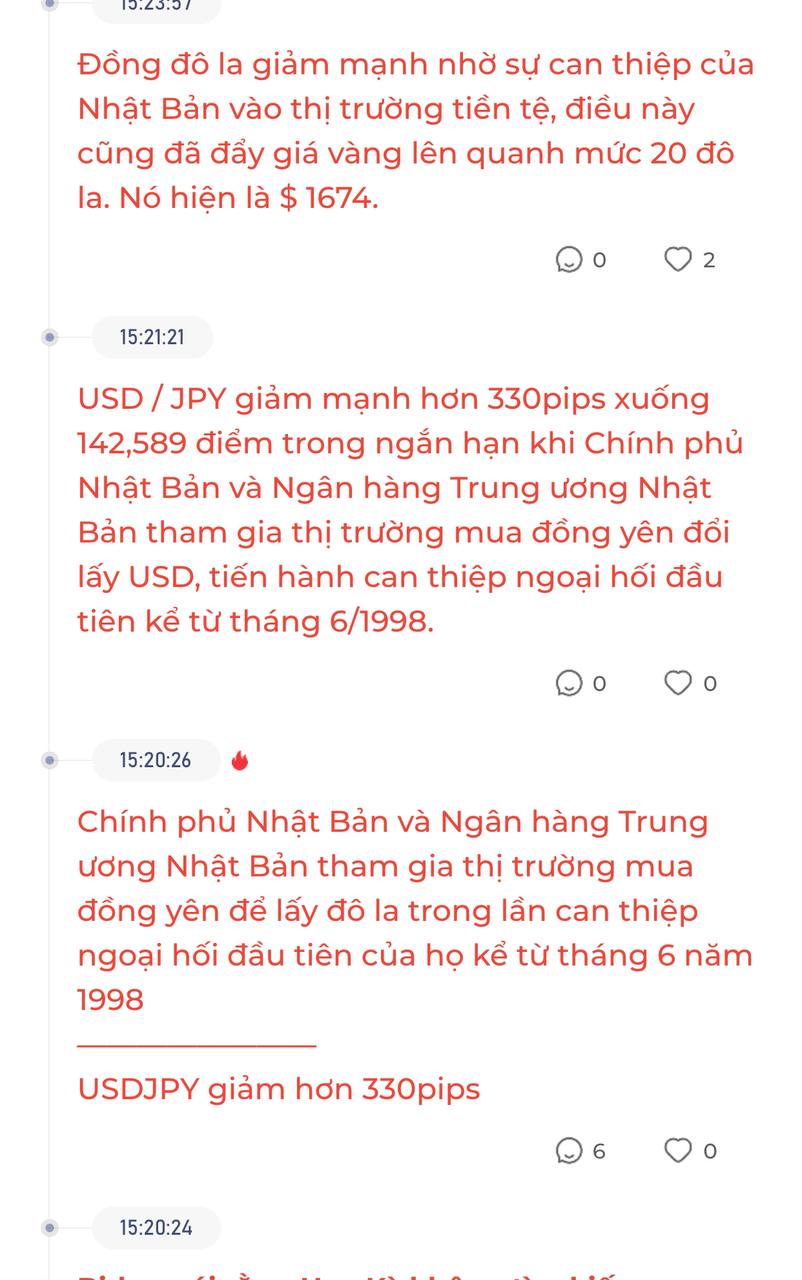 15:23:57
Đồng đô la giảm mạnh nhờ sự can thiệp của
Nhật Bản vào thị trường tiền tệ, điều này
cũng đã đẩy giá vàng lên quanh mức 20 đô
la. Nó hiện là $ 1674.
0 2
15:21:21
USD / JPY giảm mạnh hơn 330pips xuống
142,589 điểm trong ngắn hạn khi Chính phủ
Nhật Bản và Ngân hàng Trung ương Nhật
Bản tham gia thị trường mua đồng yên đổi
lấy USD, tiến hành can thiệp ngoại hối đầu
tiên kể từ tháng 6/1998.
0 0
15:20:26
Chính phủ Nhật Bản và Ngân hàng Trung
ương Nhật Bản tham gia thị trường mua
đồng yên để lấy đô la trong lần can thiệp
ngoại hối đầu tiên của họ kể từ tháng 6 năm
1998
________________
USDJPY giảm hơn 330pips
6 0
15:20:24